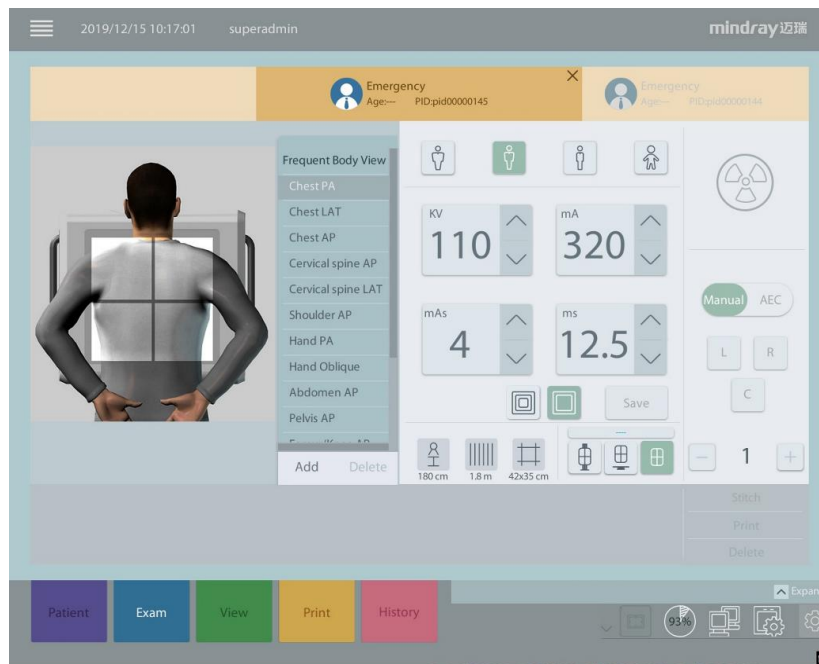 2019/12/15 10:17:01 superadmin mindray迈瑞
Emergency
Age:--- PID:pid00000145
Emergency
Age:--- PID:pid00000144
Frequent Body View
Chest PA
Chest LAT
Chest AP
Cervical spine AP
Cervical spine LAT
Shoulder AP
Hand PA
Hand Oblique
Abdomen AP
Pelvis AP
Add Delete
KV
110
mA
320
mAs
4
ms
12.5
Save
180 cm 1.8 m 42x35 cm
Manual AEC
L R
C
1
Stitch
Print
Delete
Patient Exam View Print History
Expan
93%